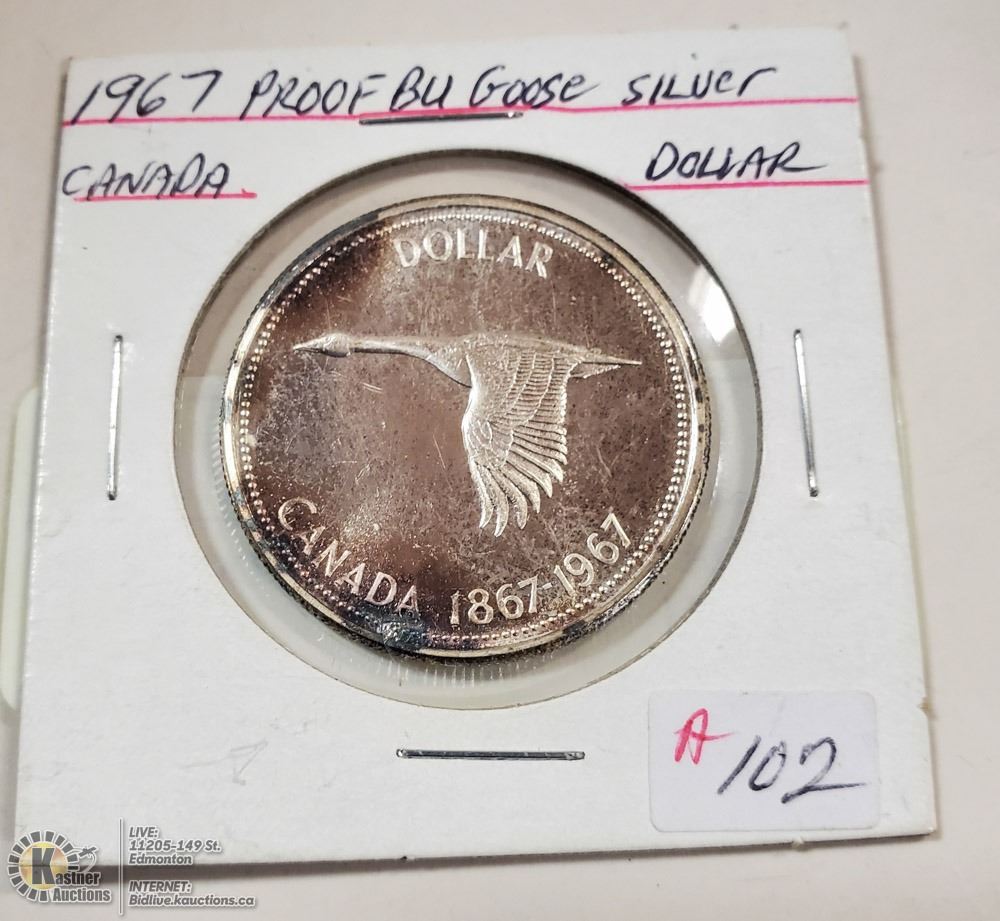 1967 PROOF BU Goose SILver
CANADA. DOLLAR
DOLLAR
CANADA 1867-1967
A 102
Kastner
Auctions
LIVE:
11205-149 St.
Edmonton
INTERNET:
Bidlive.kauctions.ca